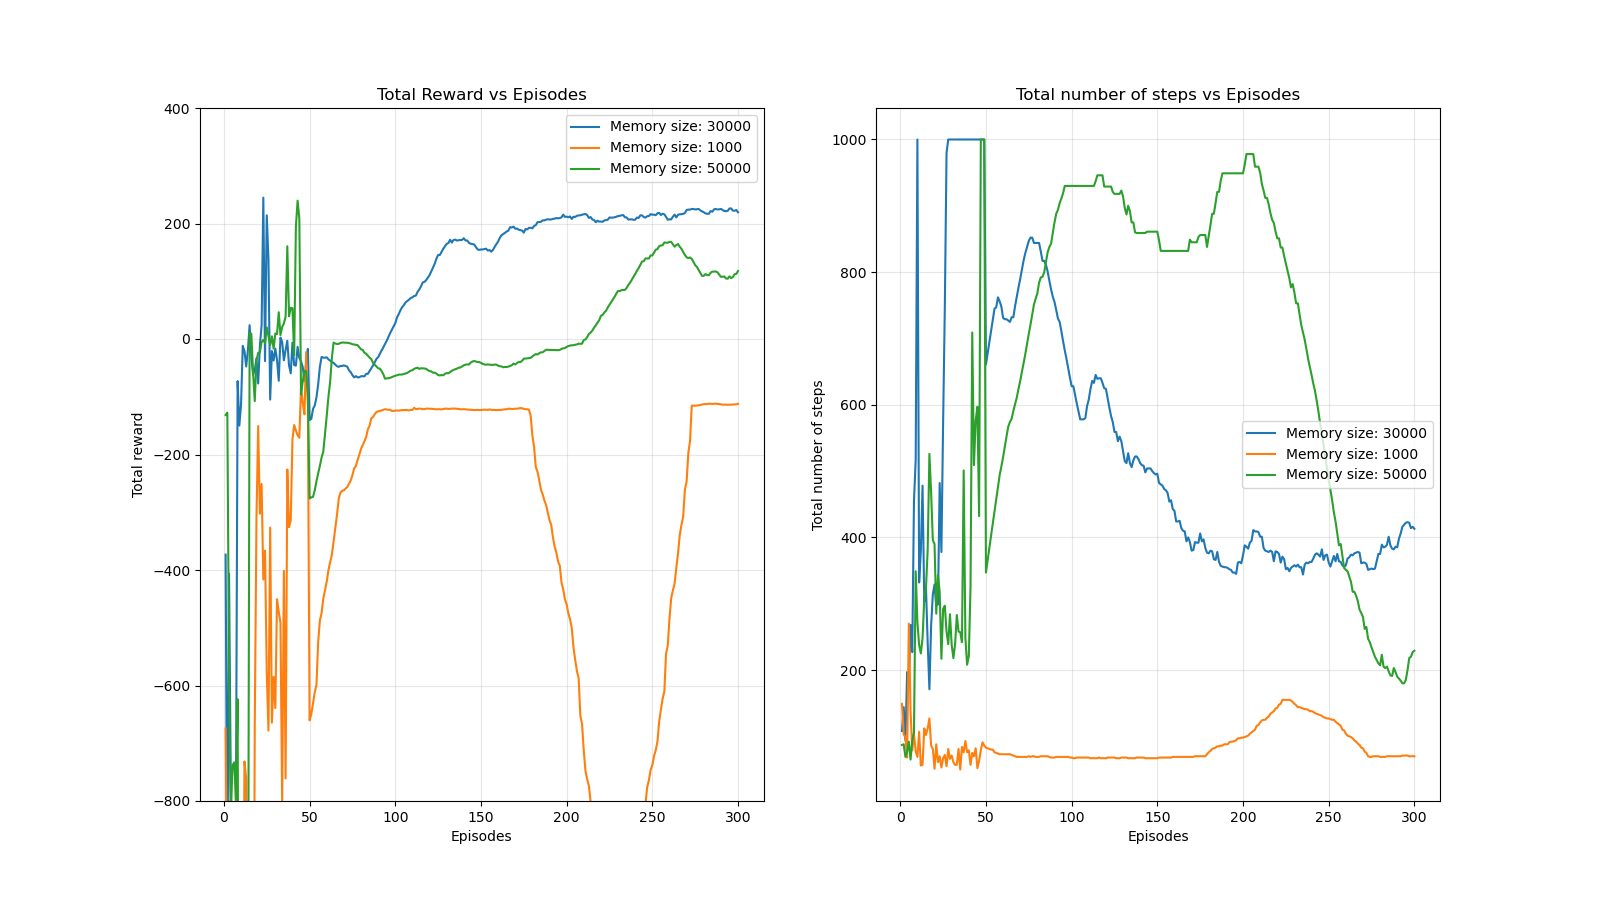 Total Reward vs Episodes
400
200
0
−200
−400
−600
−800
Total reward
0
50
100
150
200
250
300
Episodes
Memory size: 30000
Memory size: 1000
Memory size: 50000
Total number of steps vs Episodes
1000
800
600
400
200
Total number of steps
0
50
100
150
200
250
300
Episodes
Memory size: 30000
Memory size: 1000
Memory size: 50000